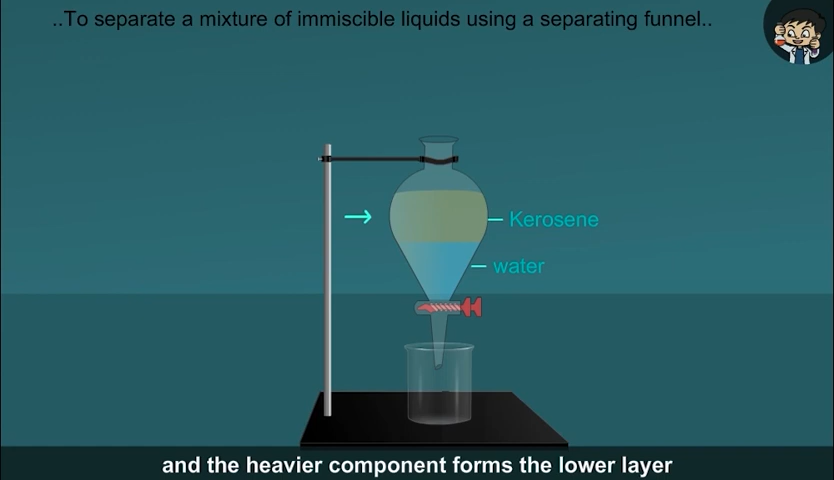 ..To separate a mixture of immiscible liquids using a separating funnel..
Kerosene
water
and the heavier component forms the lower layer